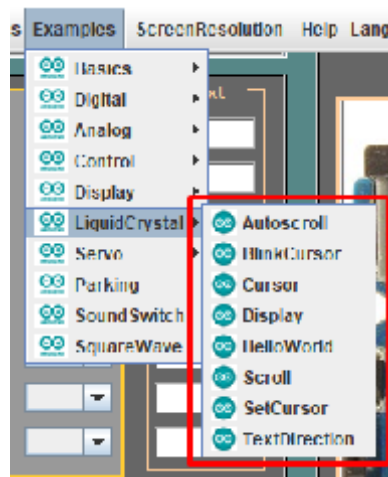 s Examples ScreenResolution Help Lang
Basics
Digital
Analog
Control
Display
LiquidCrystal
Servo
Parking
SoundSwitch
SquareWave
Autoscroll
BlinkCursor
Cursor
Display
HelloWorld
Scroll
SetCursor
TextDirection